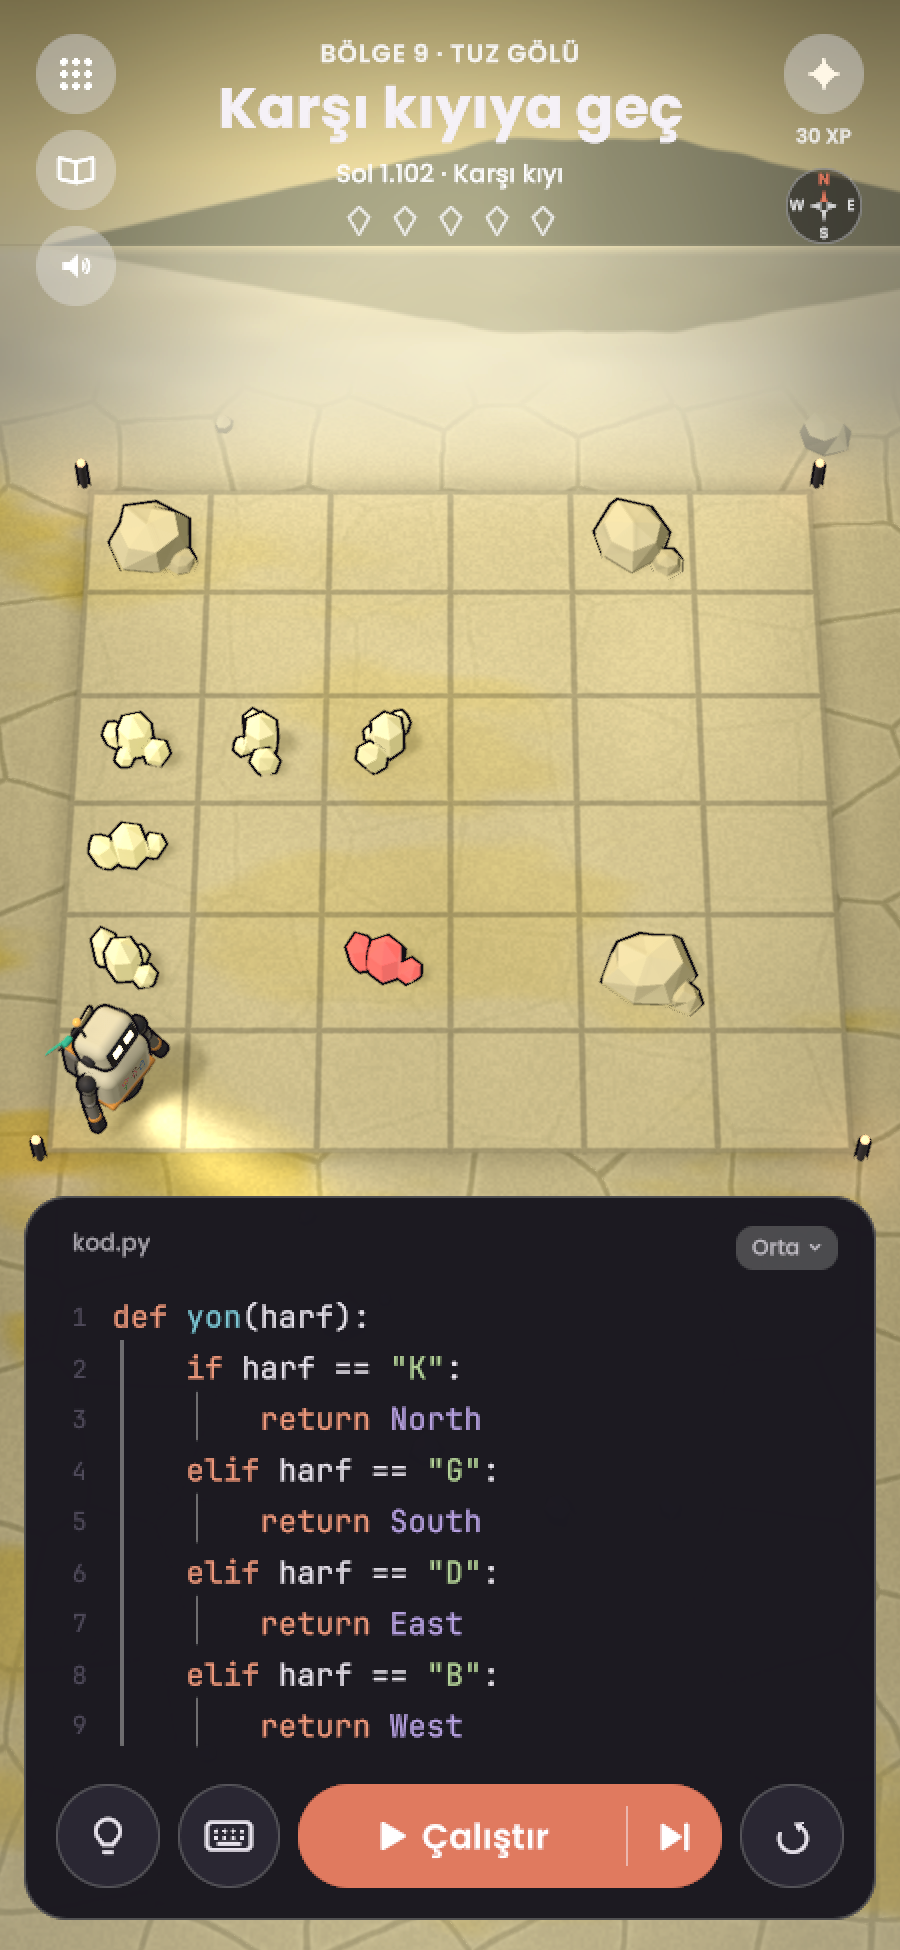 BÖLGE 9 · TUZ GÖLÜ
Karşı kıyıya geç
Sol 1.102 · Karşı kıyı
30 XP
N
W E
S
kod.py
Orta
1 def yon(harf):
2 if harf == "K":
3 return North
4 elif harf == "G":
5 return South
6 elif harf == "D":
7 return East
8 elif harf == "B":
9 return West
Çalıştır